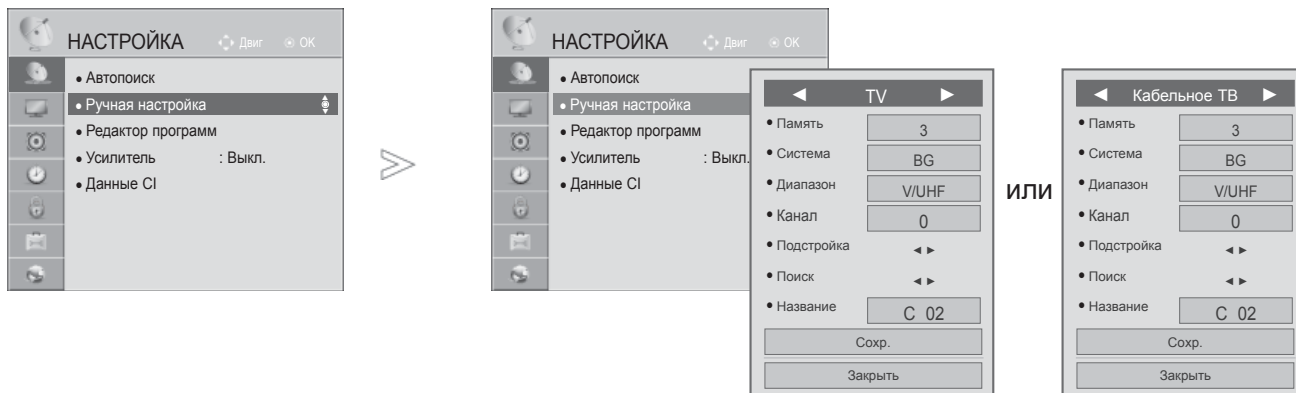 НАСТРОЙКА Двиг OK
• Автопоиск
• Ручная настройка
• Редактор программ
• Усилитель : Выкл.
• Данные CI
НАСТРОЙКА Двиг OK
• Автопоиск
• Ручная настройка
• Редактор программ
• Усилитель : Выкл.
• Данные CI
◄ TV ►
• Память 3
• Система BG
• Диапазон V/UHF
• Канал 0
• Подстройка ◄ ►
• Поиск ◄ ►
• Название C 02
Сохр.
Закрыть
или
◄ Кабельное ТВ ►
• Память 3
• Система BG
• Диапазон V/UHF
• Канал 0
• Подстройка ◄ ►
• Поиск ◄ ►
• Название C 02
Сохр.
Закрыть